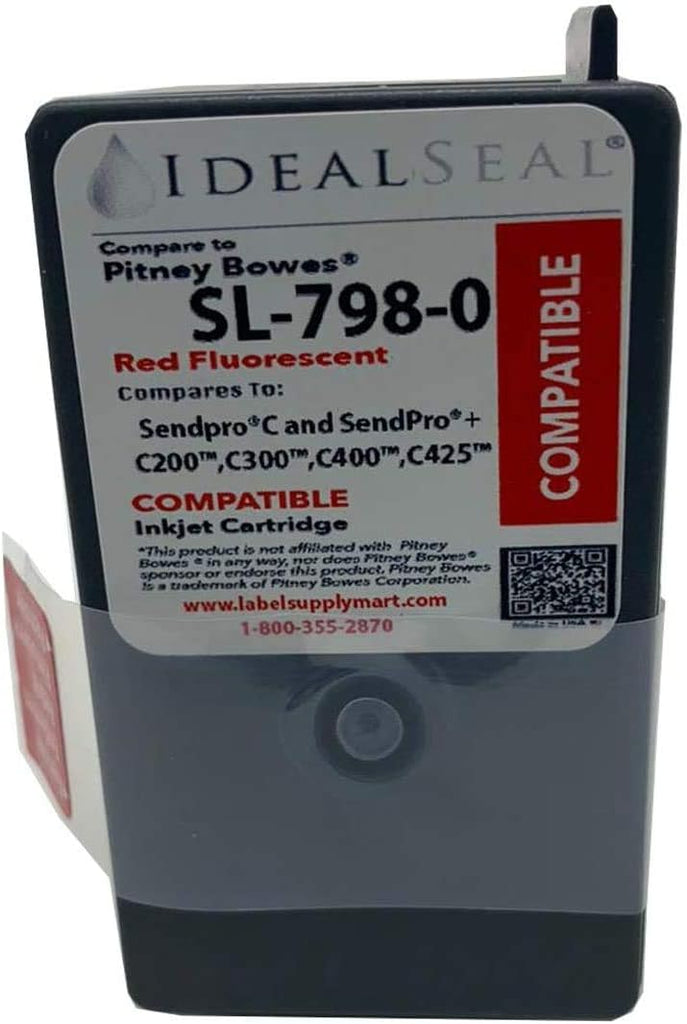 IDEALSEAL®
Compare to
Pitney Bowes®
SL-798-0
Red Fluorescent
Compares To:
Sendpro®C and SendPro®+
C200™,C300™,C400™,C425™
COMPATIBLE
Inkjet Cartridge
*This product is not affiliated with Pitney
Bowes ® in any way, nor does Pitney Bowes®
sponsor or endorse this product. Pitney Bowes
is a trademark of Pitney Bowes Corporation.
www.labelsupplymart.com
1-800-355-2870
COMPATIBLE
Made in USA